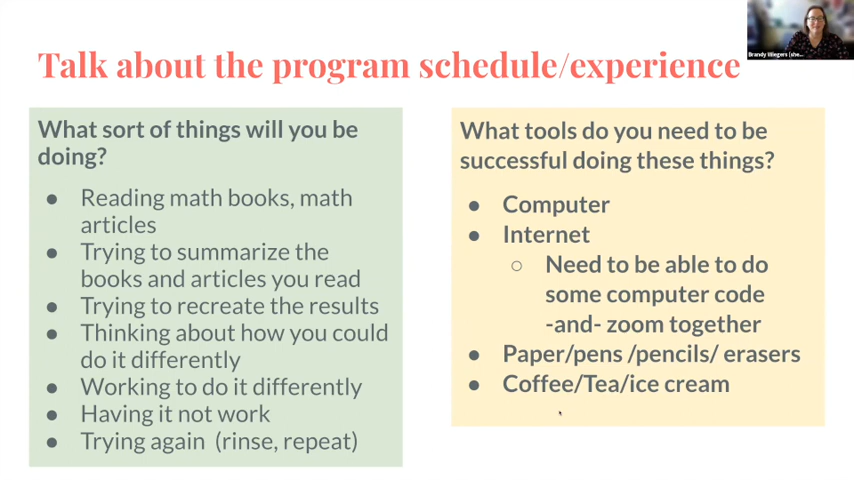 Talk about the program schedule/experience
Brandy Wiegers (she...
What sort of things will you be
doing?
● Reading math books, math
articles
● Trying to summarize the
books and articles you read
● Trying to recreate the results
● Thinking about how you could
do it differently
● Working to do it differently
● Having it not work
● Trying again (rinse, repeat)
What tools do you need to be
successful doing these things?
● Computer
● Internet
○ Need to be able to do
some computer code
-and- zoom together
● Paper/pens /pencils/ erasers
● Coffee/Tea/ice cream